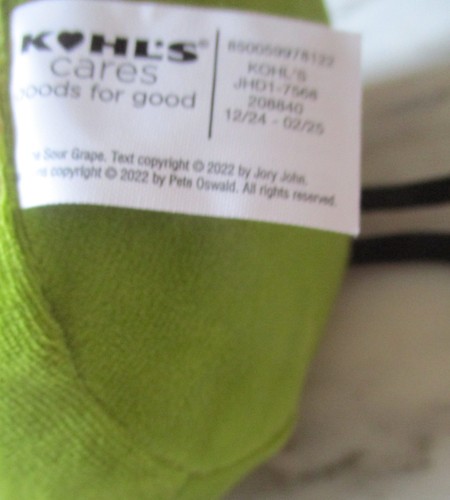 KOHL'S®
cares
goods for good
850059978122
KOHL'S
JHD1-7566
208840
12/24 - 02/25
Sour Grape. Text copyright © 2022 by Jory John.
copyright © 2022 by Pete Oswald. All rights reserved.